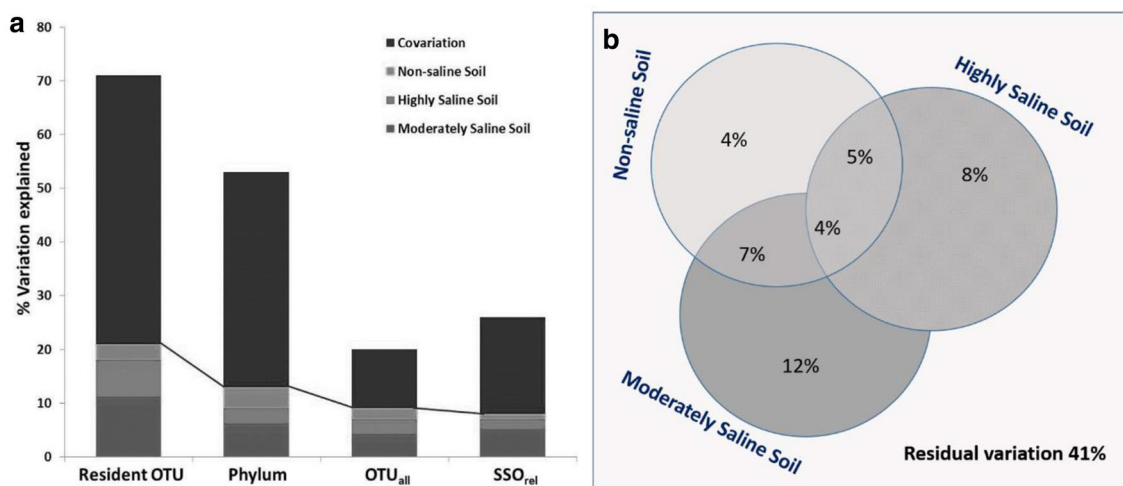 a
80
70
60
50
40
30
20
10
0
% Variation explained
Covariation
Non-saline Soil
Highly Saline Soil
Moderately Saline Soil
Resident OTU
Phylum
OTUall
SSOrel
b
Non-saline Soil
Highly Saline Soil
Moderately Saline Soil
4%
5%
8%
4%
7%
12%
Residual variation 41%